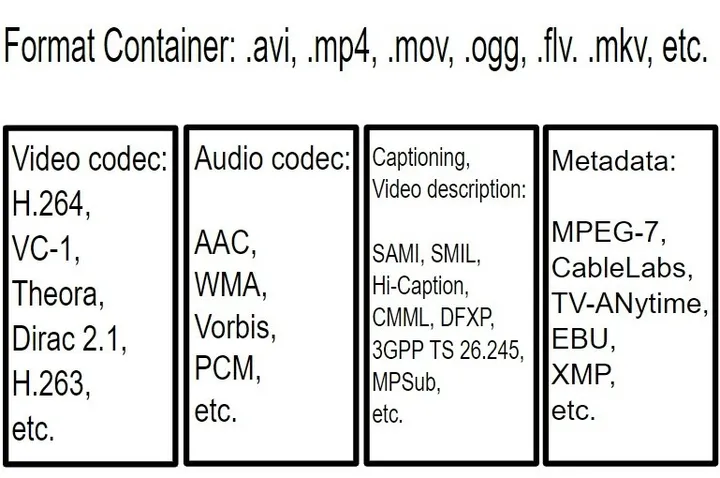 Format Container: .avi, .mp4, .mov, .ogg, .flv. .mkv, etc.
Video codec:
H.264,
VC-1,
Theora,
Dirac 2.1,
H.263,
etc.
Audio codec:
AAC,
WMA,
Vorbis,
PCM,
etc.
Captioning,
Video description:
SAMI, SMIL,
Hi-Caption,
CMML, DFXP,
3GPP TS 26.245,
MPSub,
etc.
Metadata:
MPEG-7,
CableLabs,
TV-ANytime,
EBU,
XMP,
etc.